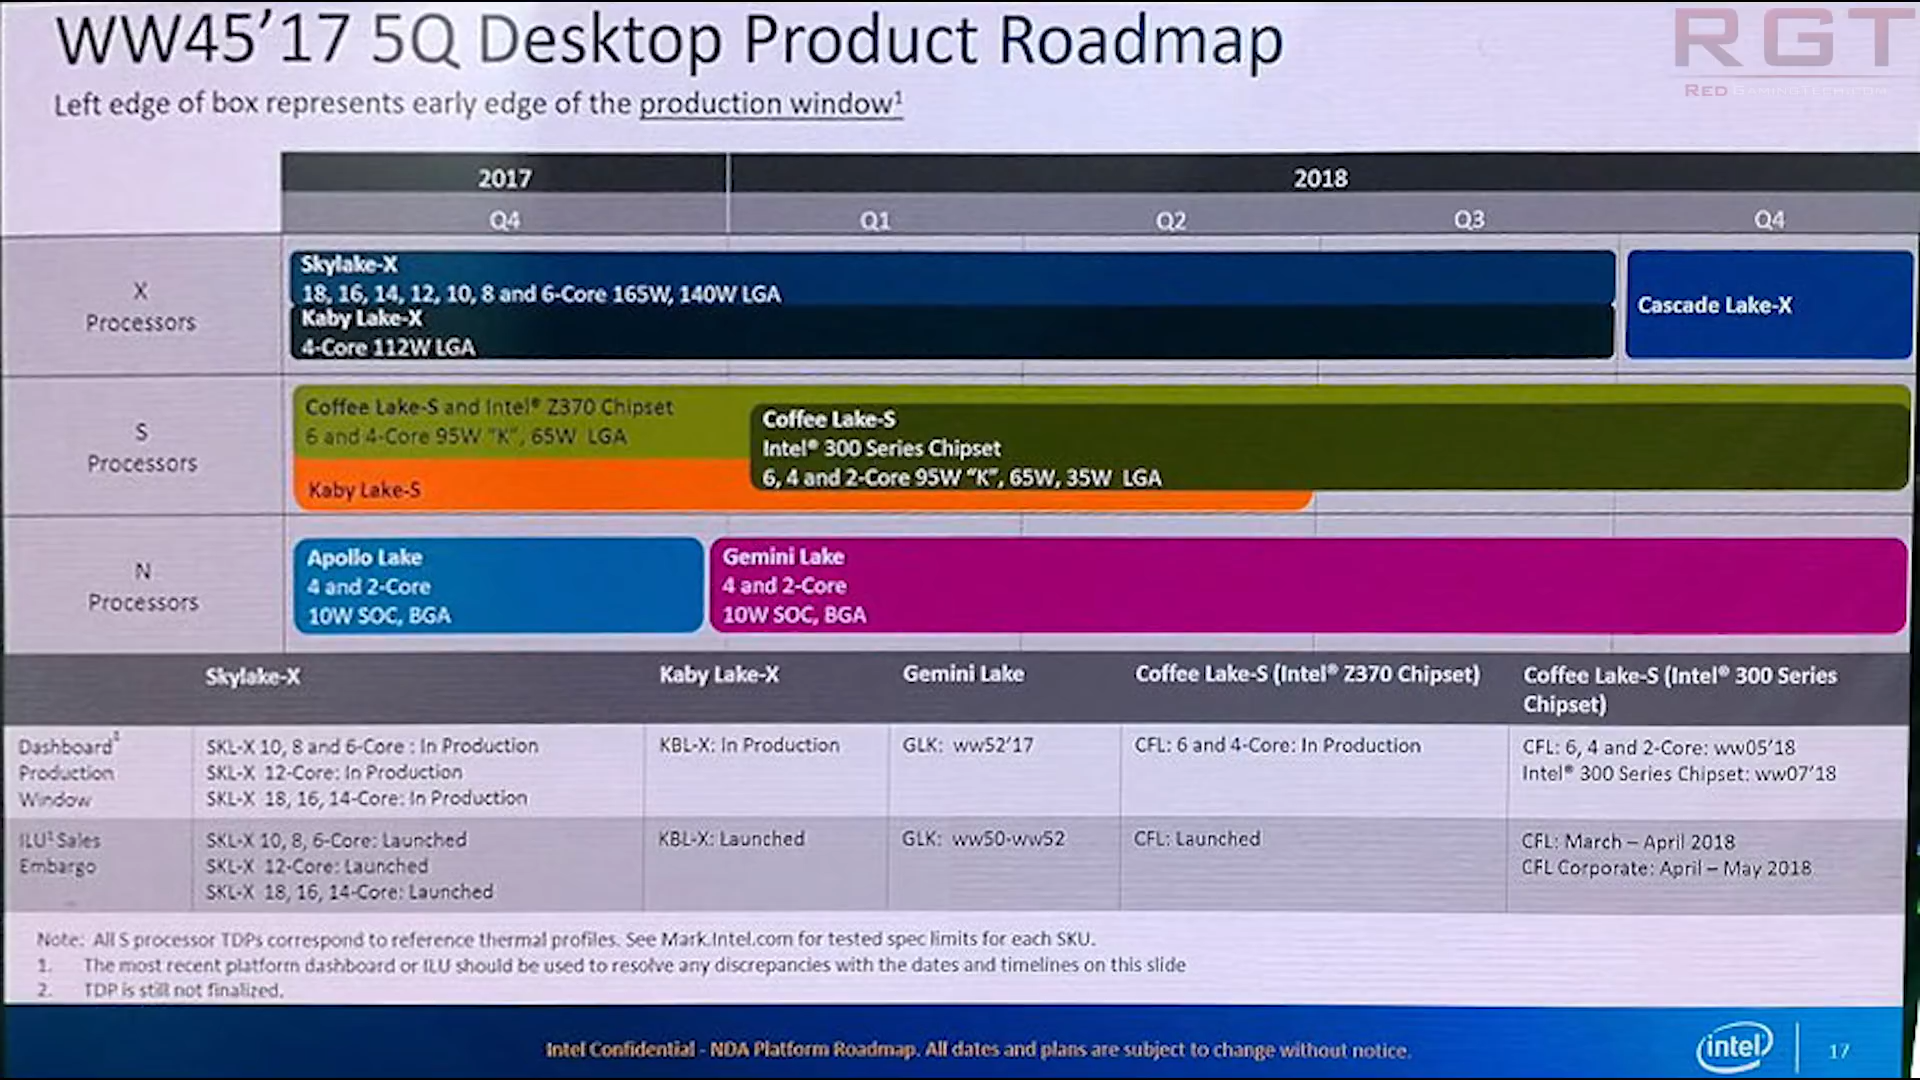 WW45’17 5Q Desktop Product Roadmap
RGT
RED GAMINGTECH.COM
Left edge of box represents early edge of the production window¹
2017
2018
Q4
Q1
Q2
Q3
Q4
X
Processors
Skylake-X
18, 16, 14, 12, 10, 8 and 6-Core 165W, 140W LGA
Kaby Lake-X
4-Core 112W LGA
Cascade Lake-X
S
Processors
Coffee Lake-S and Intel® Z370 Chipset
6 and 4-Core 95W “K”, 65W LGA
Kaby Lake-S
Coffee Lake-S
Intel® 300 Series Chipset
6, 4 and 2-Core 95W “K”, 65W, 35W LGA
N
Processors
Apollo Lake
4 and 2-Core
10W SOC, BGA
Gemini Lake
4 and 2-Core
10W SOC, BGA
Skylake-X
Kaby Lake-X
Gemini Lake
Coffee Lake-S (Intel® Z370 Chipset)
Coffee Lake-S (Intel® 300 Series
Chipset)
Dashboard¹
Production
Window
SKL-X 10, 8 and 6-Core : In Production
SKL-X 12-Core: In Production
SKL-X 18, 16, 14-Core: In Production
KBL-X: In Production
GLK: ww52’17
CFL: 6 and 4-Core: In Production
CFL: 6, 4 and 2-Core: ww05’18
Intel® 300 Series Chipset: ww07’18
ILU¹ Sales
Embargo
SKL-X 10, 8, 6-Core: Launched
SKL-X 12-Core: Launched
SKL-X 18, 16, 14-Core: Launched
KBL-X: Launched
GLK: ww50-ww52
CFL: Launched
CFL: March – April 2018
CFL Corporate: April – May 2018
Note: All S processor TDPs correspond to reference thermal profiles. See Mark.Intel.com for tested spec limits for each SKU.
1. The most recent platform dashboard or ILU should be used to resolve any discrepancies with the dates and timelines on this slide
2. TDP is still not finalized.
Intel Confidential - NDA Platform Roadmap. All dates and plans are subject to change without notice.
intel
17